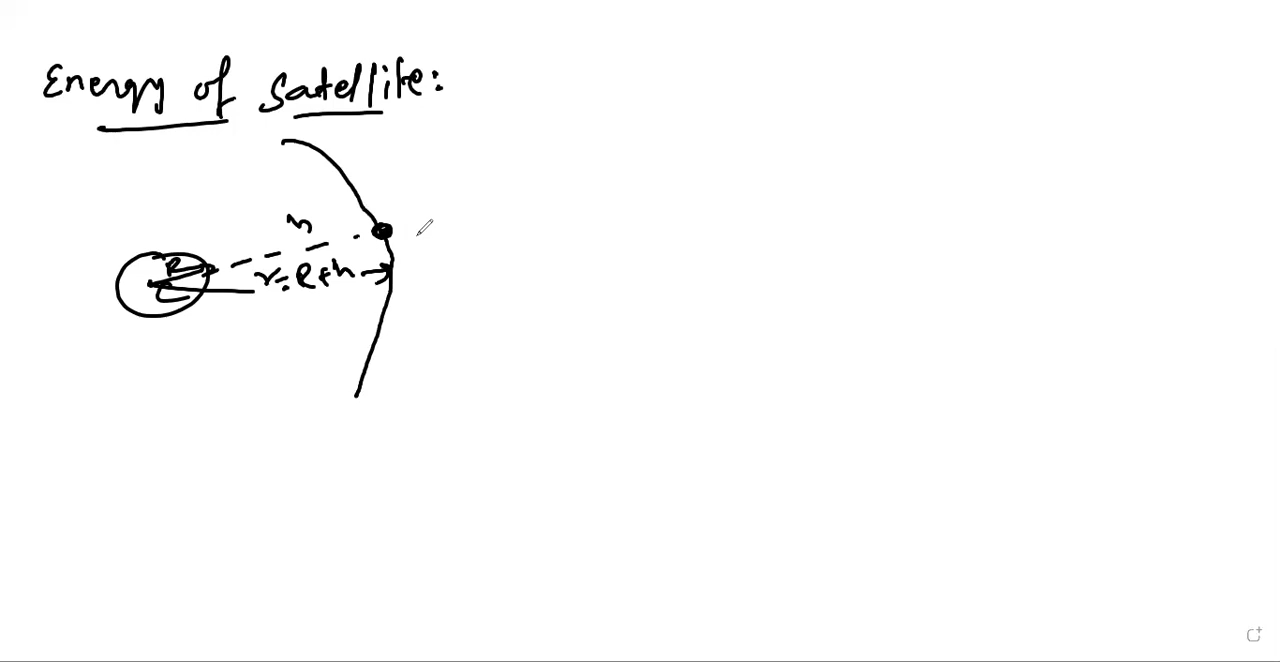 Energy of Satellite:
h
R
r = R + h